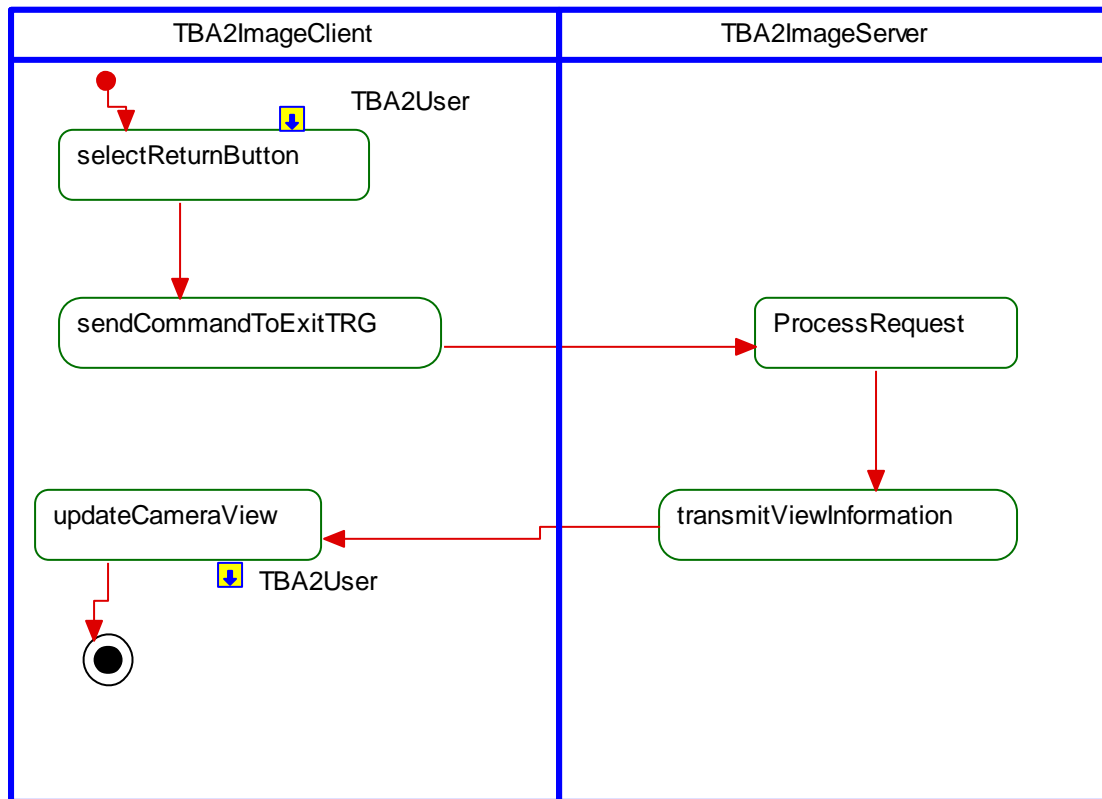 TBA2ImageClient
TBA2ImageServer
TBA2User
selectReturnButton
sendCommandToExitTRG
ProcessRequest
updateCameraView
transmitViewInformation
TBA2User